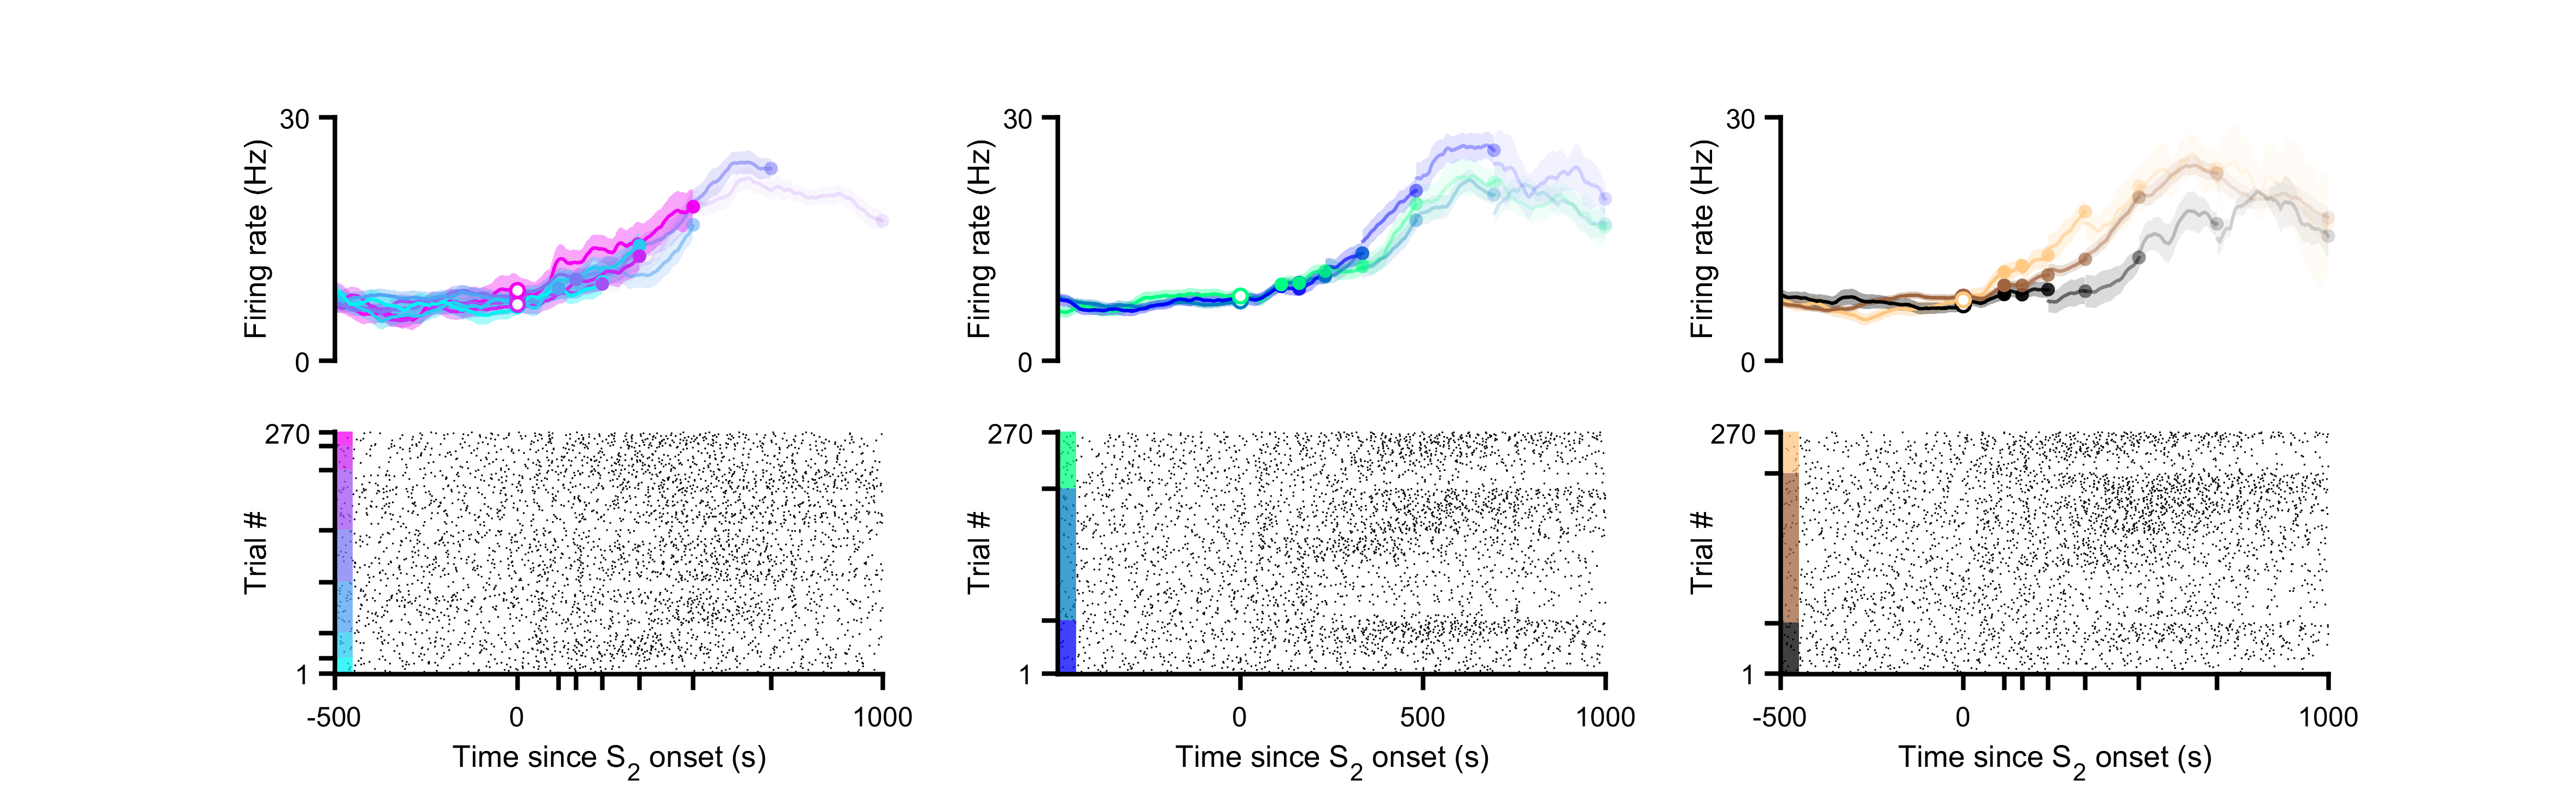 30
Firing rate (Hz)
0
270
Trial #
1
-500
0
1000
Time since S2 onset (s)
30
Firing rate (Hz)
0
270
Trial #
1
0
500
1000
Time since S2 onset (s)
30
Firing rate (Hz)
0
270
Trial #
1
-500
0
1000
Time since S2 onset (s)